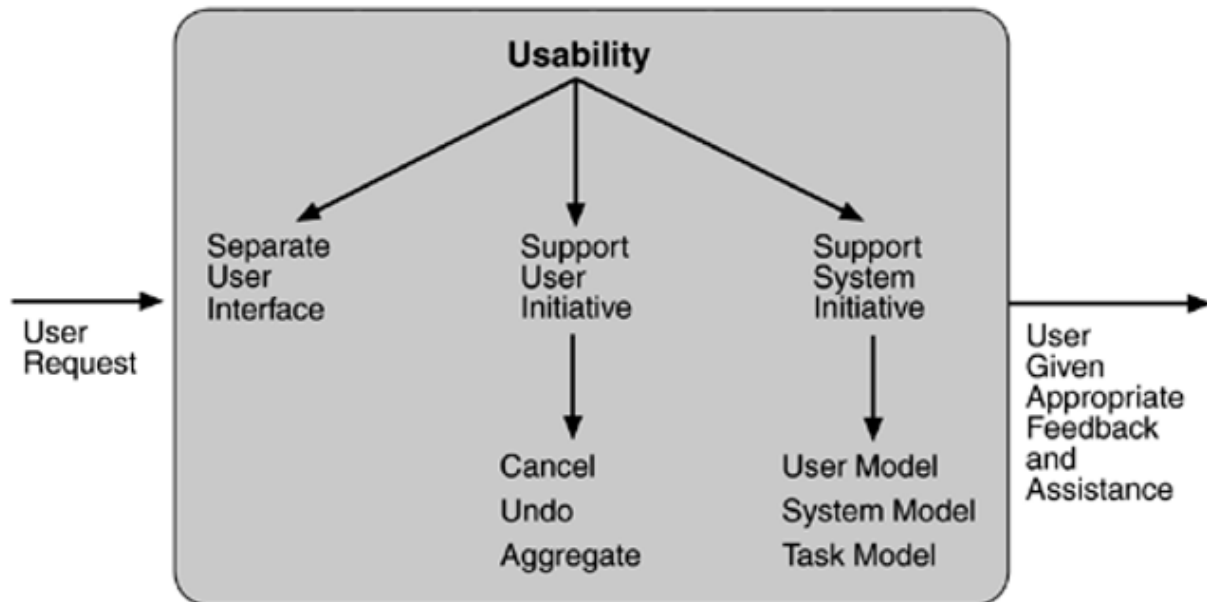 Usability
Separate
User
Interface
Support
User
Initiative
Support
System
Initiative
User
Request
User
Given
Appropriate
Feedback
and
Assistance
Cancel
Undo
Aggregate
User Model
System Model
Task Model